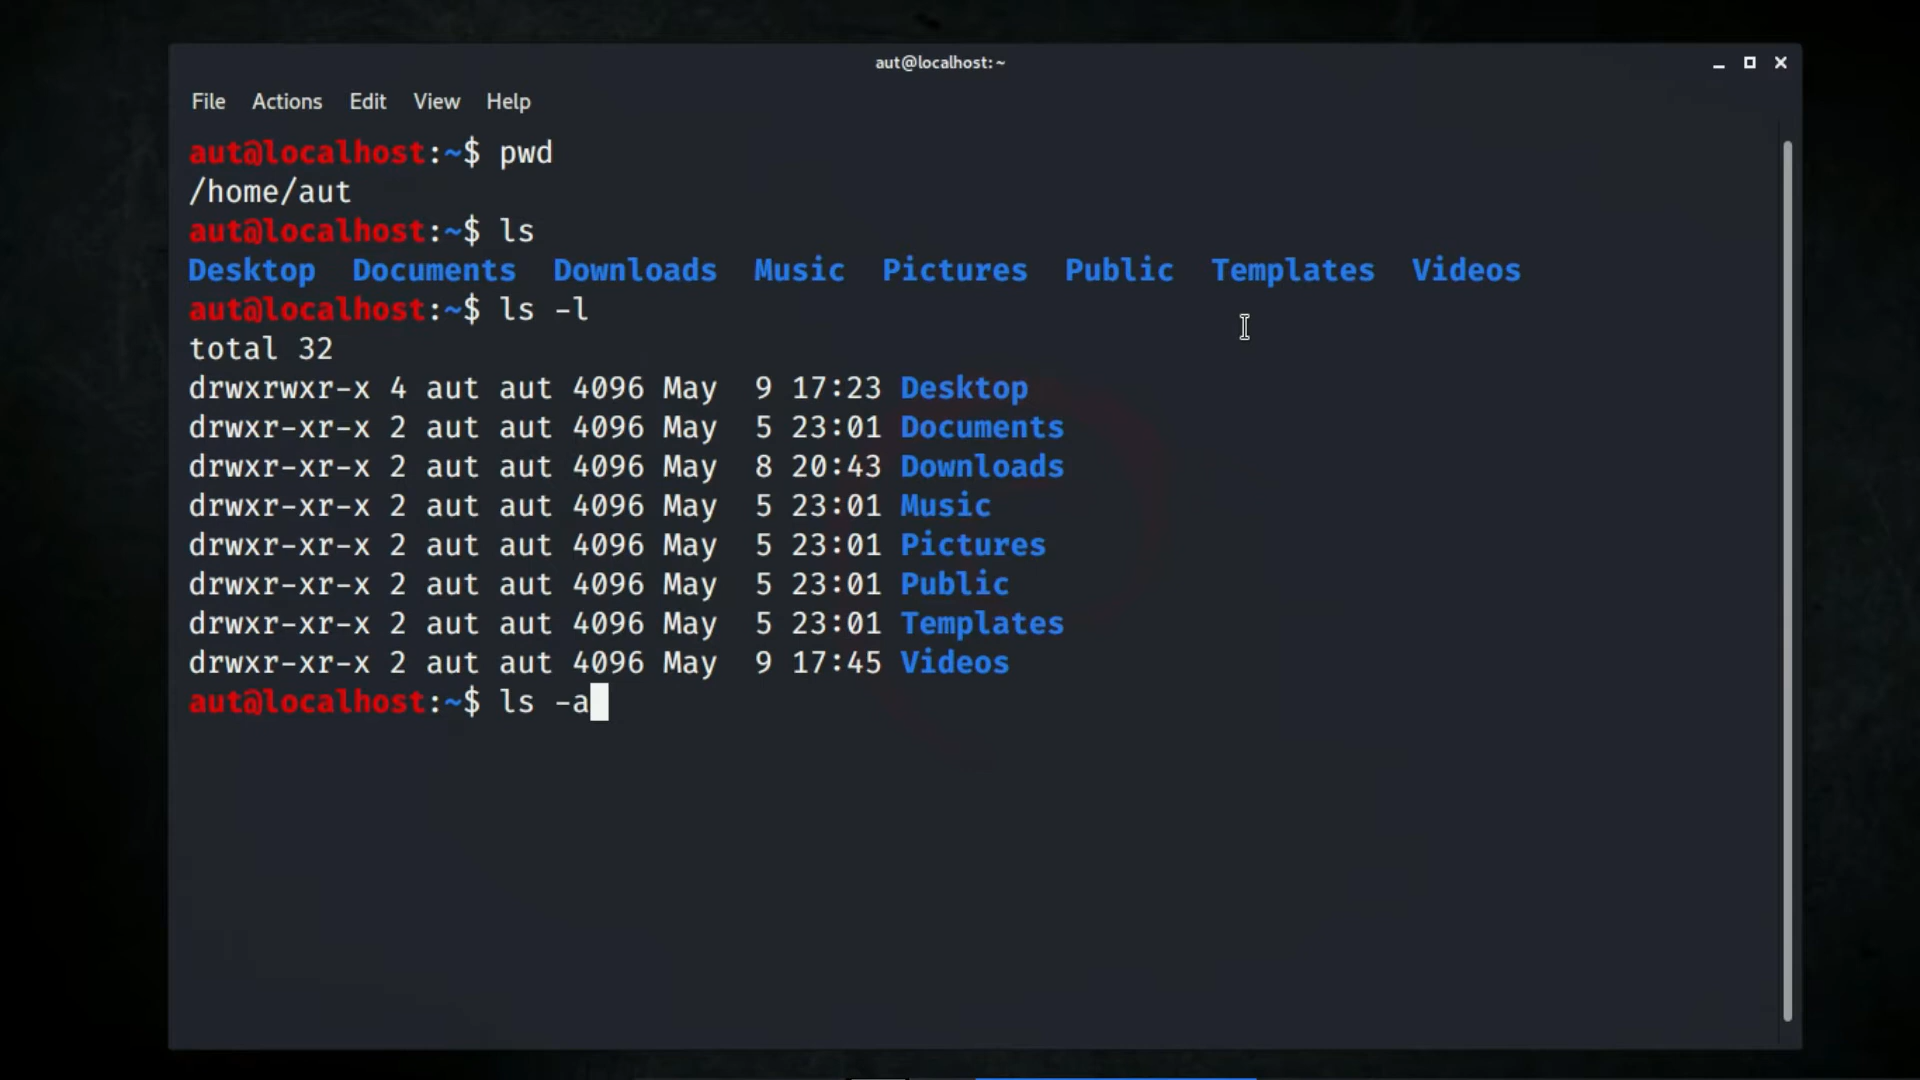 aut@localhost: ~
File Actions Edit View Help
aut@localhost:~$ pwd
/home/aut
aut@localhost:~$ ls
Desktop  Documents  Downloads  Music  Pictures  Public  Templates  Videos
aut@localhost:~$ ls -l
total 32
drwxrwxr-x 4 aut aut 4096 May  9 17:23 Desktop
drwxr-xr-x 2 aut aut 4096 May  5 23:01 Documents
drwxr-xr-x 2 aut aut 4096 May  8 20:43 Downloads
drwxr-xr-x 2 aut aut 4096 May  5 23:01 Music
drwxr-xr-x 2 aut aut 4096 May  5 23:01 Pictures
drwxr-xr-x 2 aut aut 4096 May  5 23:01 Public
drwxr-xr-x 2 aut aut 4096 May  5 23:01 Templates
drwxr-xr-x 2 aut aut 4096 May  9 17:45 Videos
aut@localhost:~$ ls -a